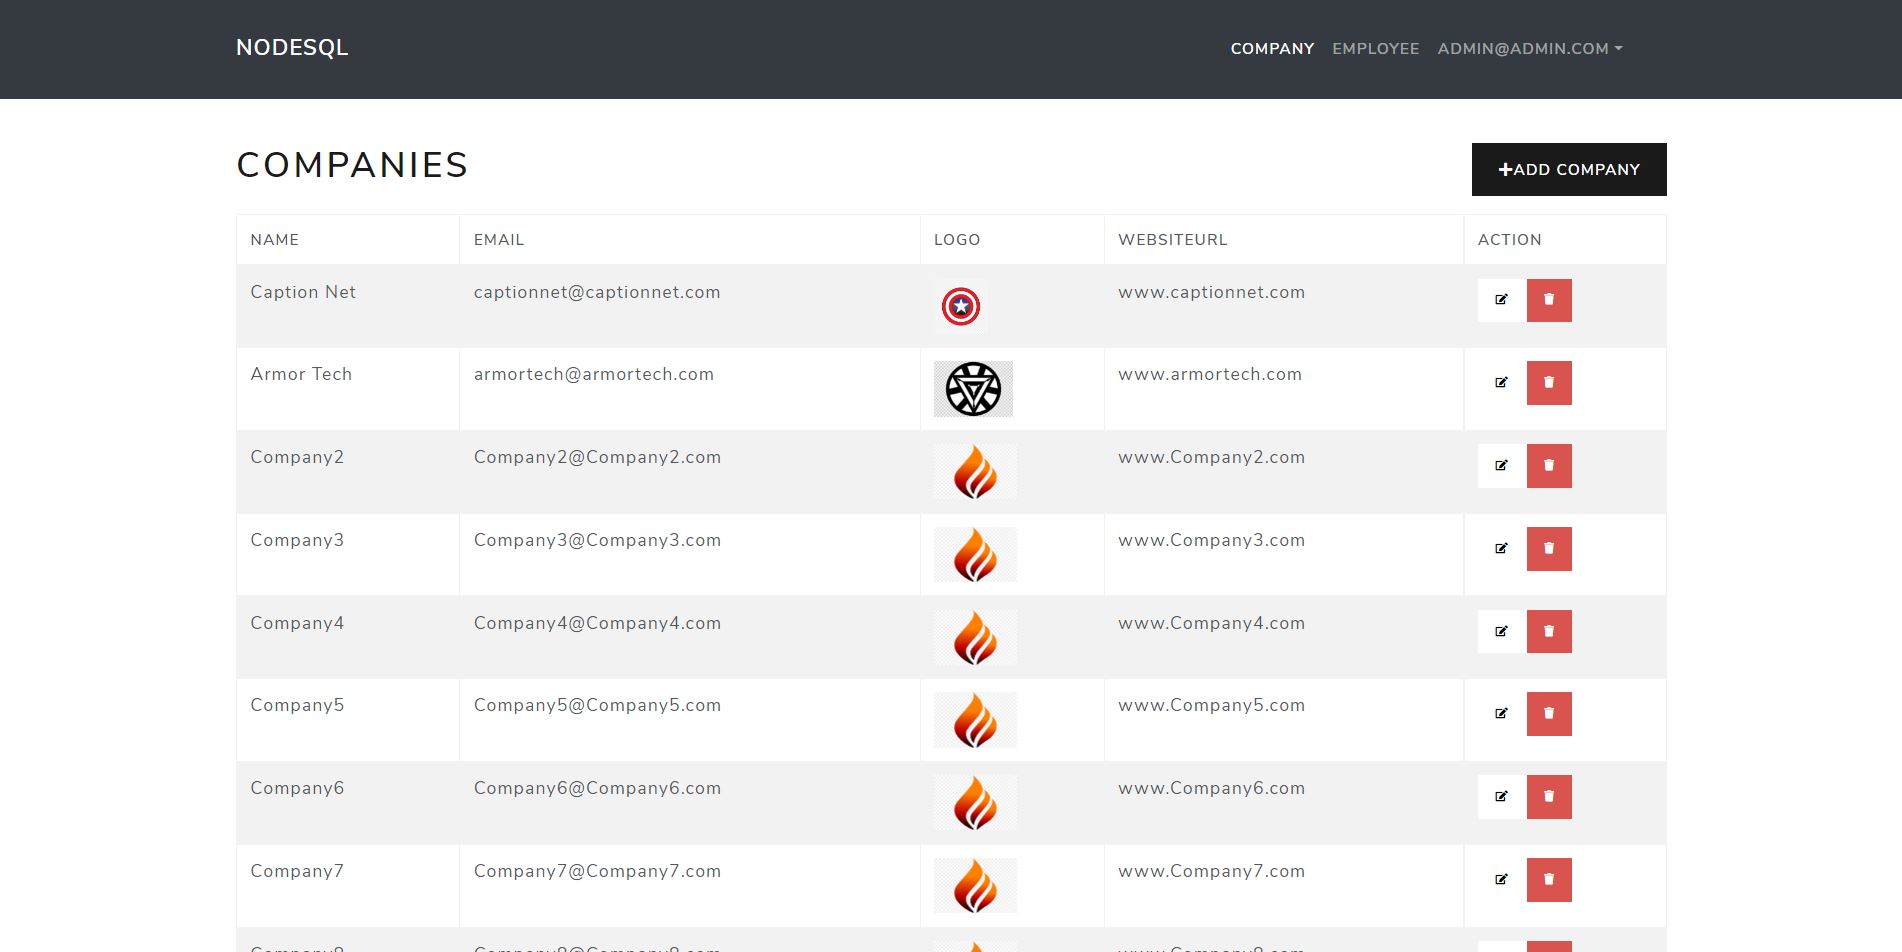 NODESQL COMPANY EMPLOYEE ADMIN@ADMIN.COM
COMPANIES ADD COMPANY
NAME EMAIL LOGO WEBSITEURL ACTION
Caption Net captionnet@captionnet.com www.captionnet.com
Armor Tech armortech@armortech.com www.armortech.com
Company2 Company2@Company2.com www.Company2.com
Company3 Company3@Company3.com www.Company3.com
Company4 Company4@Company4.com www.Company4.com
Company5 Company5@Company5.com www.Company5.com
Company6 Company6@Company6.com www.Company6.com
Company7 Company7@Company7.com www.Company7.com